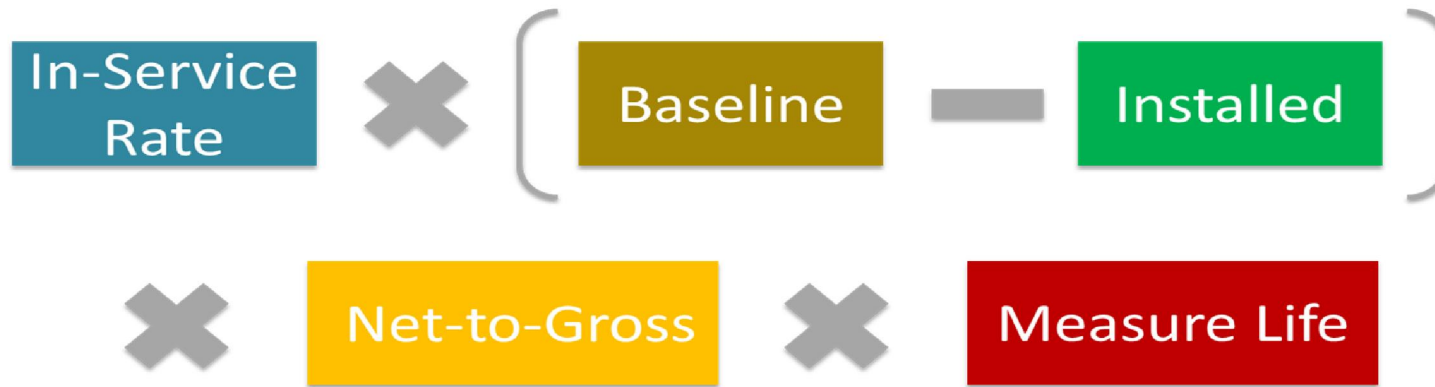 In-Service
Rate
Baseline
Installed
Net-to-Gross
Measure Life